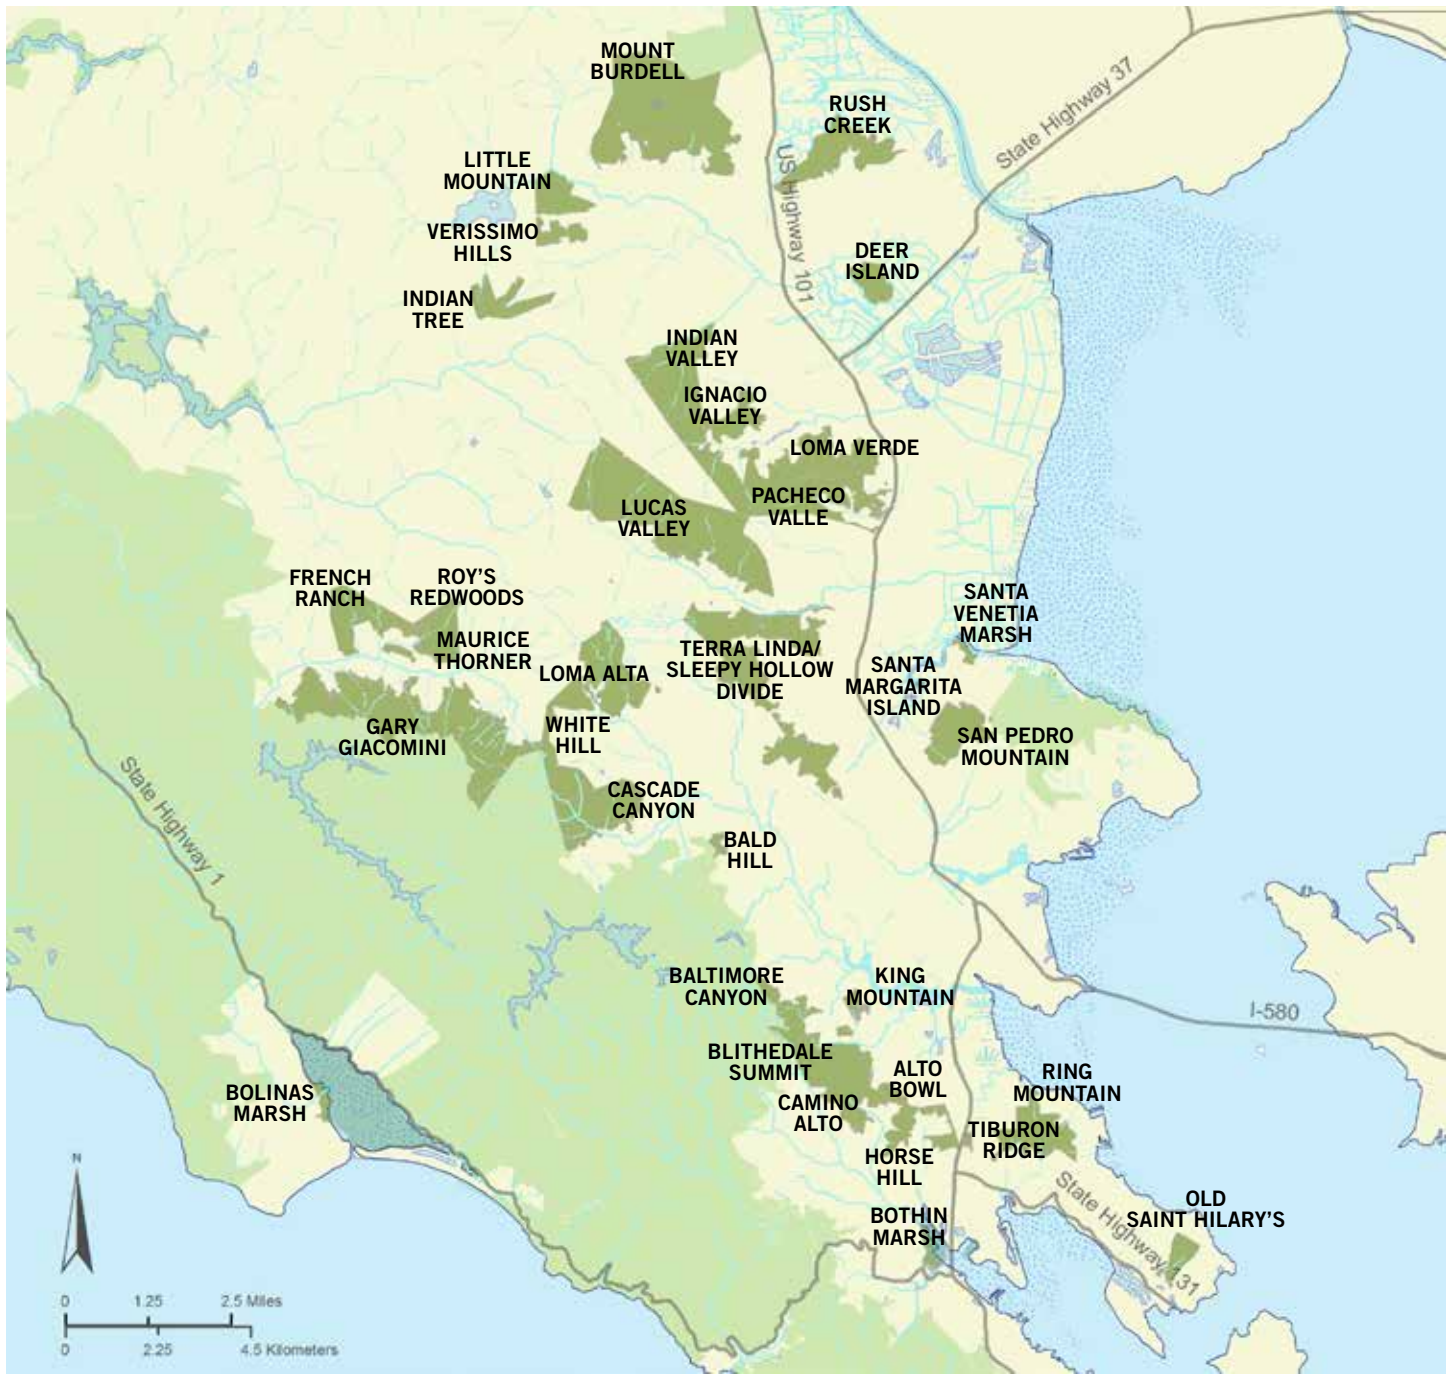 MOUNT
BURDELL
RUSH
CREEK
State Highway 37
US Highway 101
LITTLE
MOUNTAIN
VERISSIMO
HILLS
DEER
ISLAND
INDIAN
TREE
INDIAN
VALLEY
IGNACIO
VALLEY
LOMA VERDE
PACHECO
VALLE
LUCAS
VALLEY
FRENCH
RANCH
ROY'S
REDWOODS
MAURICE
THORNER
SANTA
VENETIA
MARSH
TERRA LINDA/
SLEEPY HOLLOW
DIVIDE
LOMA ALTA
SANTA
MARGARITA
ISLAND
GARY
GIACOMINI
WHITE
HILL
SAN PEDRO
MOUNTAIN
State Highway 1
CASCADE
CANYON
BALD
HILL
BALTIMORE
CANYON
KING
MOUNTAIN
I-580
BLITHEDALE
SUMMIT
ALTO
BOWL
RING
MOUNTAIN
BOLINAS
MARSH
CAMINO
ALTO
TIBURON
RIDGE
HORSE
HILL
State Highway 131
OLD
SAINT HILARY'S
BOTHIN
MARSH
N
0 1.25 2.5 Miles
0 2.25 4.5 Kilometers